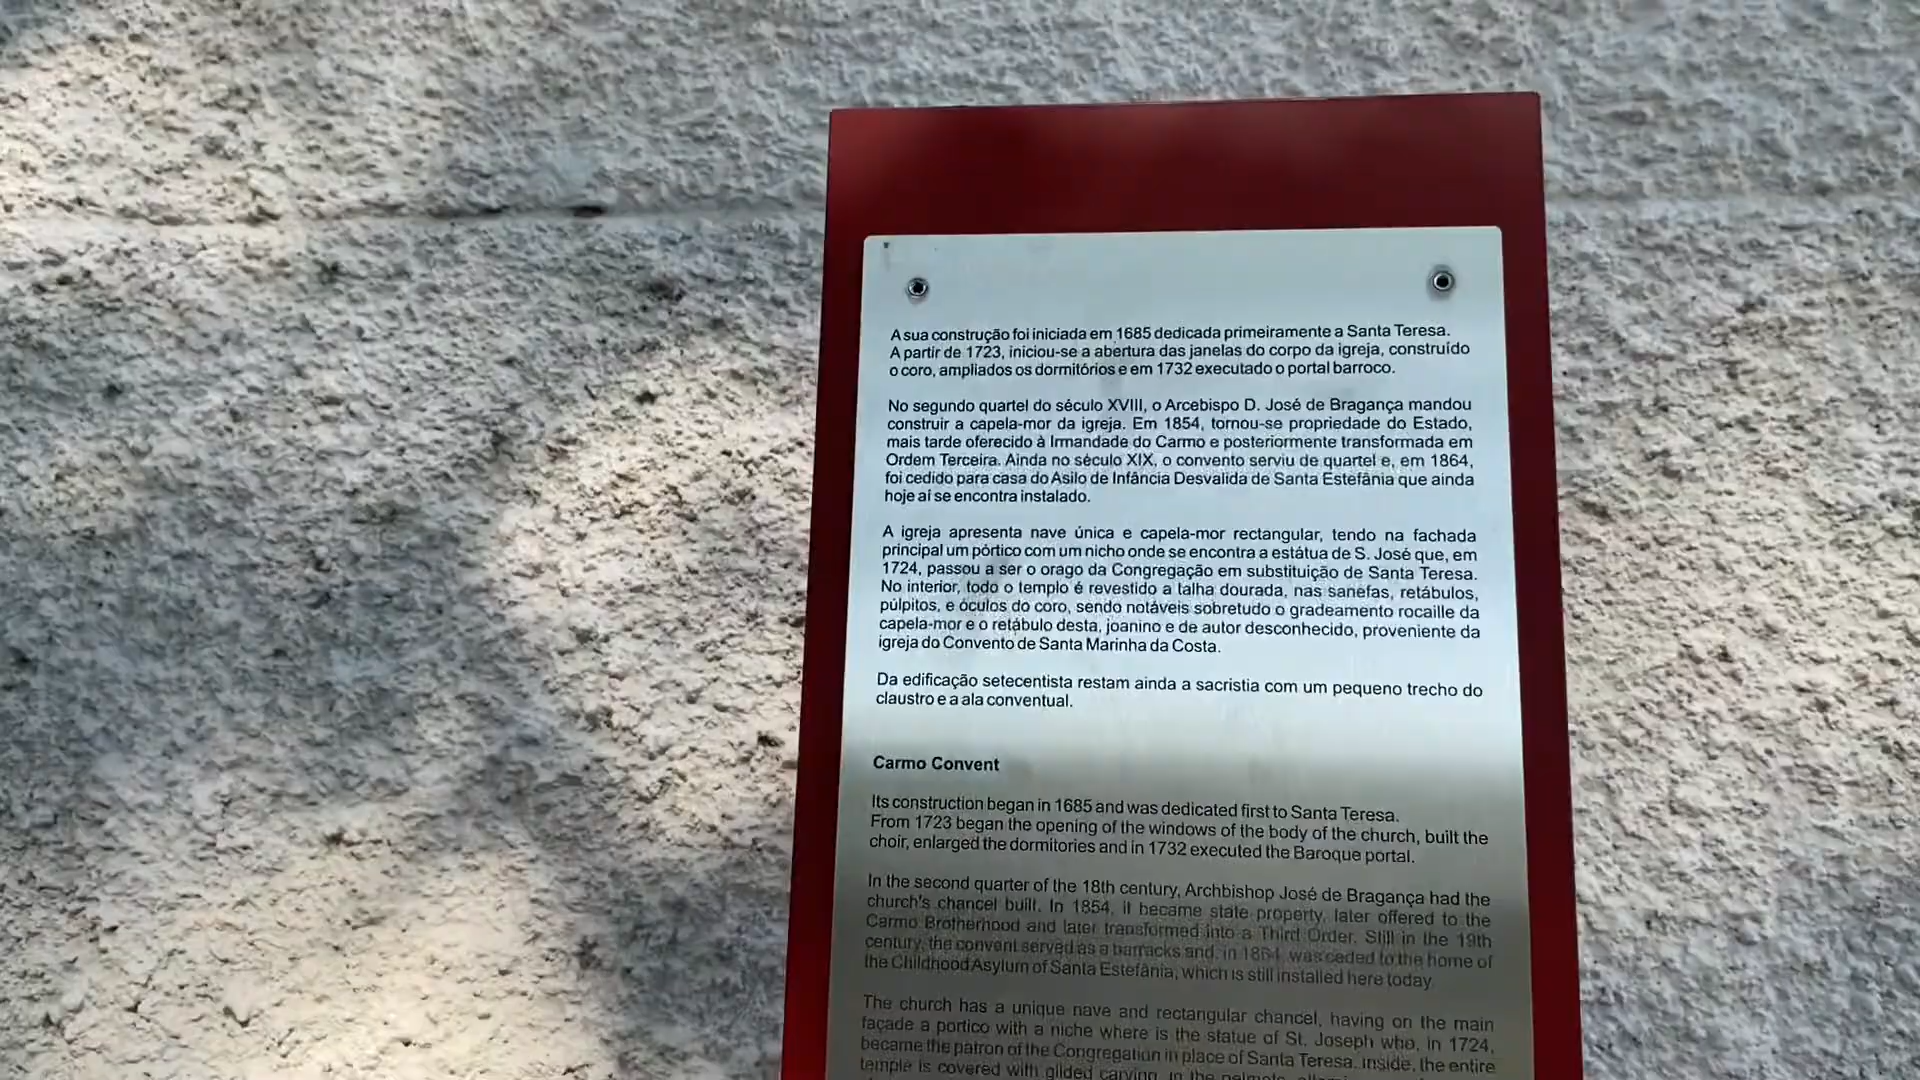 A sua construção foi iniciada em 1685 dedicada primeiramente a Santa Teresa.
A partir de 1723, iniciou-se a abertura das janelas do corpo da igreja, construído
o coro, ampliados os dormitórios e em 1732 executado o portal barroco.
No segundo quartel do século XVIII, o Arcebispo D. José de Bragança mandou
construir a capela-mor da igreja. Em 1854, tornou-se propriedade do Estado,
mais tarde oferecido à Irmandade do Carmo e posteriormente transformada em
Ordem Terceira. Ainda no século XIX, o convento serviu de quartel e, em 1864,
foi cedido para casa do Asilo de Infância Desvalida de Santa Estefânia que ainda
hoje aí se encontra instalado.
A igreja apresenta nave única e capela-mor rectangular, tendo na fachada
principal um pórtico com um nicho onde se encontra a estátua de S. José que, em
1724, passou a ser o orago da Congregação em substituição de Santa Teresa.
No interior, todo o templo é revestido a talha dourada, nas sanefas, retábulos,
púlpitos, e óculos do coro, sendo notáveis sobretudo o gradeamento rocaille da
capela-mor e o retábulo desta, joanino e de autor desconhecido, proveniente da
igreja do Convento de Santa Marinha da Costa.
Da edificação setecentista restam ainda a sacristia com um pequeno trecho do
claustro e a ala conventual.
Carmo Convent
Its construction began in 1685 and was dedicated first to Santa Teresa.
From 1723 began the opening of the windows of the body of the church, built the
choir, enlarged the dormitories and in 1732 executed the Baroque portal.
In the second quarter of the 18th century, Archbishop José de Bragança had the
church's chancel built. In 1854, it became state property, later offered to the
Carmo Brotherhood and later transformed into a Third Order. Still in the 19th
century, the convent served as a barracks and, in 1864, was ceded to the home of
the Childhood Asylum of Santa Estefânia, which is still installed here today.
The church has a unique nave and rectangular chancel, having on the main
façade a portico with a niche where is the statue of St. Joseph who, in 1724,
became the patron of the Congregation in place of Santa Teresa. Inside, the entire
temple is covered with gilded carving, in the